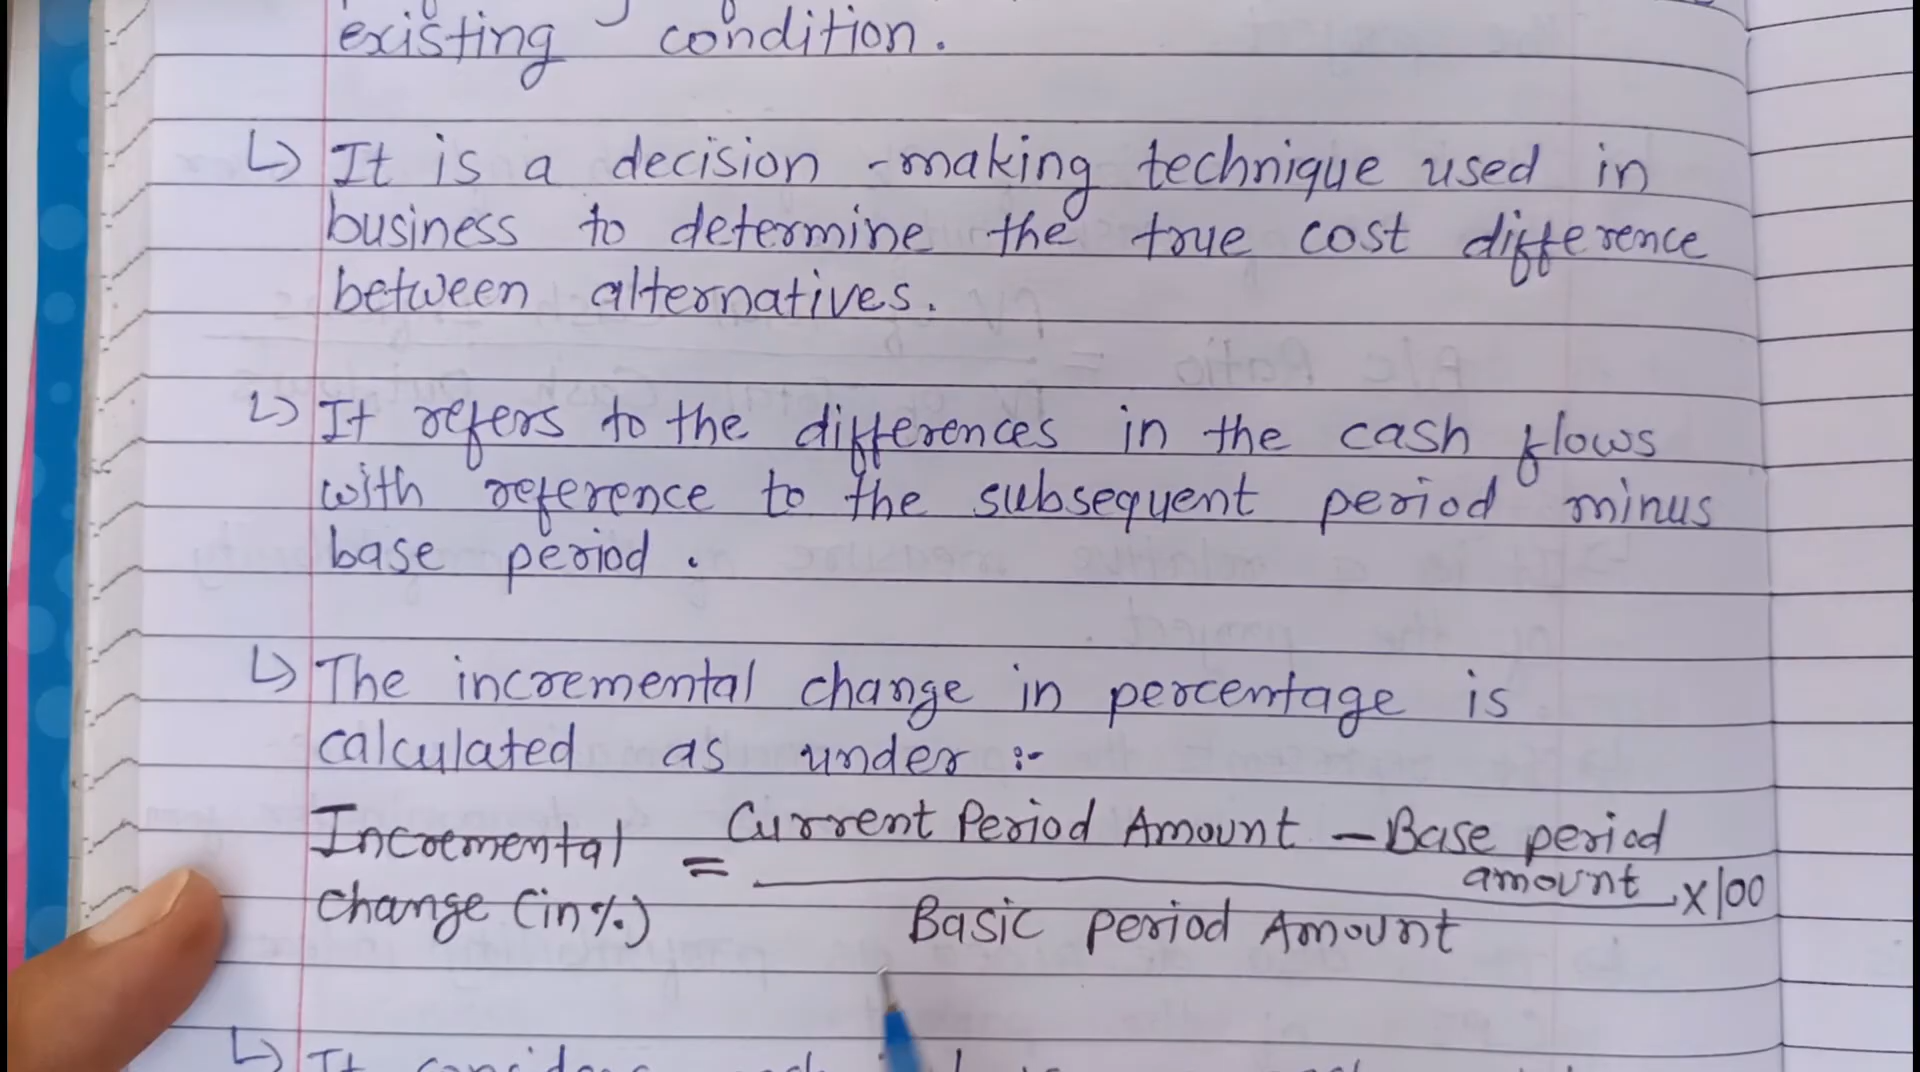 existing condition.
↳ It is a decision -making technique used in
business to determine the true cost difference
between alternatives.
↳ It refers to the differences in the cash flows
with reference to the subsequent period minus
base period.
↳ The incremental change in percentage is
calculated as under :-
Incremental change (in %) = Current Period Amount - Base period amount × 100
Basic period Amount
↳ It